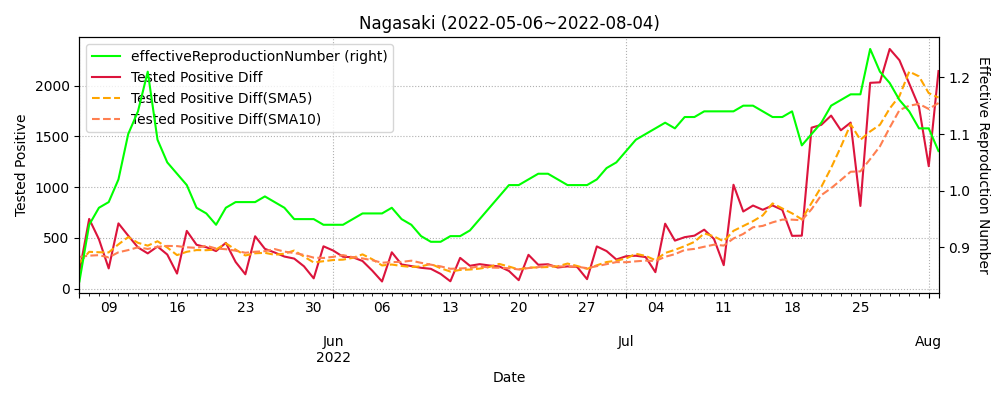 Nagasaki (2022-05-06~2022-08-04)
effectiveReproductionNumber (right)
Tested Positive Diff
Tested Positive Diff(SMA5)
Tested Positive Diff(SMA10)
Tested Positive
2000
1500
1000
500
0
Effective Reproduction Number
1.2
1.1
1.0
0.9
09 16 23 30 06 13 20 27 04 11 18 25
Jun Jul Aug
2022
Date